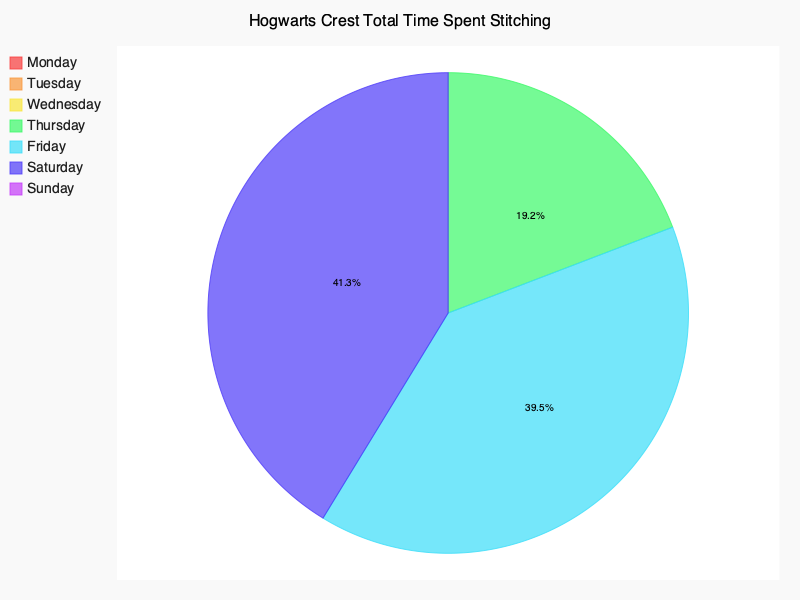 Hogwarts Crest Total Time Spent Stitching
Monday
Tuesday
Wednesday
Thursday
Friday
Saturday
Sunday
19.2%
41.3%
39.5%